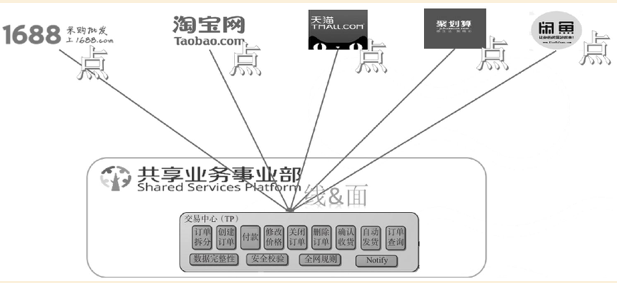 1688 采购批发
上1688.com
淘宝网
Taobao.com
天猫
TMALL.COM
聚划算
闲鱼
点
点
点
点
点
共享业务事业部
Shared Services Platform
线&面
交易中心（TP）
订单拆分
创建订单
付款
修改价格
关闭订单
删除订单
确认收货
自动发货
订单查询
数据完整性
安全校验
全网规则
Notify